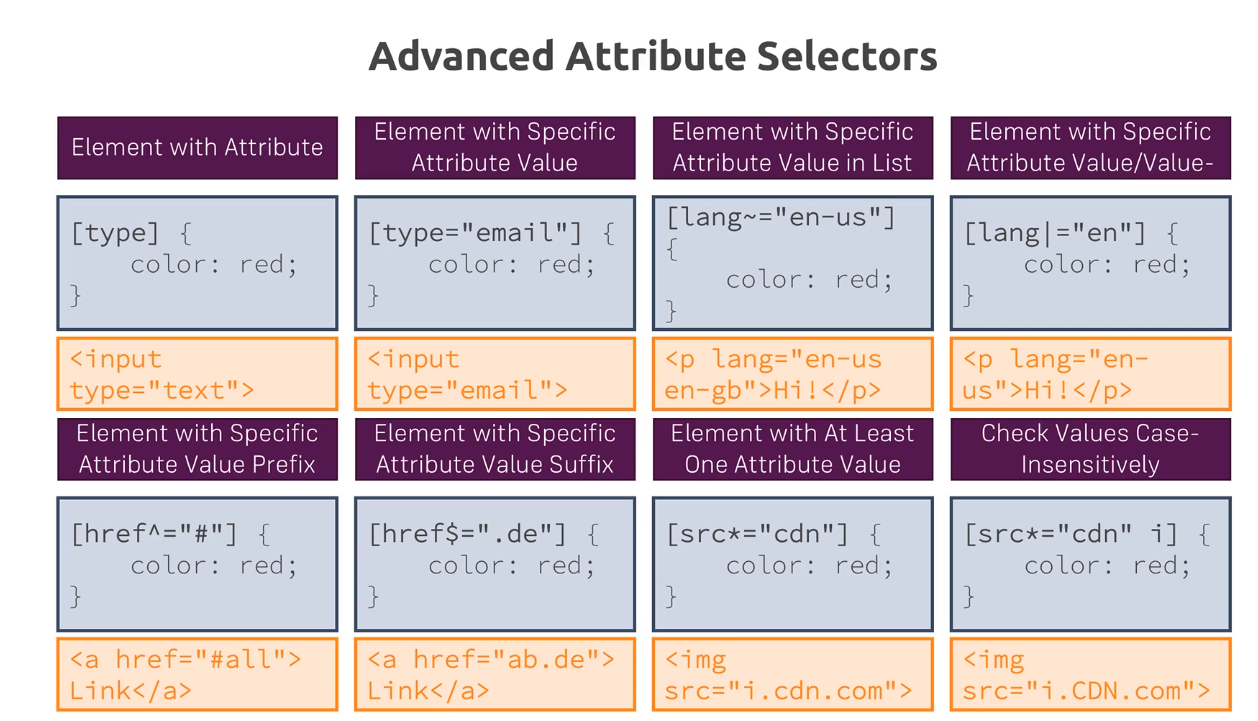 Advanced Attribute Selectors
Element with Attribute
[type] {
    color: red;
}
<input
type="text">
Element with Specific
Attribute Value
[type="email"] {
    color: red;
}
<input
type="email">
Element with Specific
Attribute Value in List
[lang~="en-us"]
{
    color: red;
}
<p lang="en-us
en-gb">Hi!</p>
Element with Specific
Attribute Value/Value-
[lang|="en"] {
    color: red;
}
<p lang="en-
us">Hi!</p>
Element with Specific
Attribute Value Prefix
[href^="#"] {
    color: red;
}
<a href="#all">
Link</a>
Element with Specific
Attribute Value Suffix
[href$=".de"] {
    color: red;
}
<a href="ab.de">
Link</a>
Element with At Least
One Attribute Value
[src*="cdn"] {
    color: red;
}
<img
src="i.cdn.com">
Check Values Case-
Insensitively
[src*="cdn" i] {
    color: red;
}
<img
src="i.CDN.com">